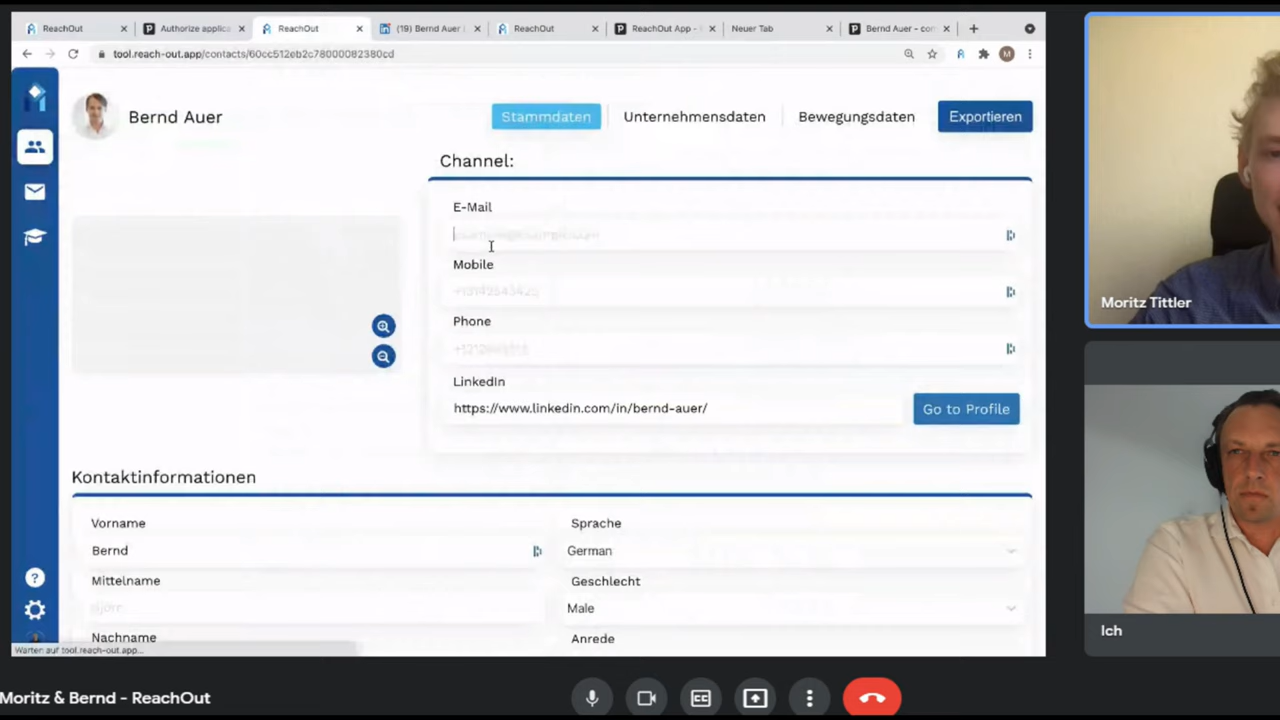 ReachOut
Authorize applica
ReachOut
(19) Bernd Auer
ReachOut
ReachOut App -
Neuer Tab
Bernd Auer - con
tool.reach-out.app/contacts/60cc512eb2c78000082380cd
M
Bernd Auer
Stammdaten
Unternehmensdaten
Bewegungsdaten
Exportieren
Channel:
E-Mail
Mobile
Phone
LinkedIn
https://www.linkedin.com/in/bernd-auer/
Go to Profile
Kontaktinformationen
Vorname
Sprache
Bernd
German
Mittelname
Geschlecht
Bjorn
Male
Nachname
Anrede
Warten auf tool.reach-out.app...
Moritz Tittler
Ich
Moritz & Bernd - ReachOut